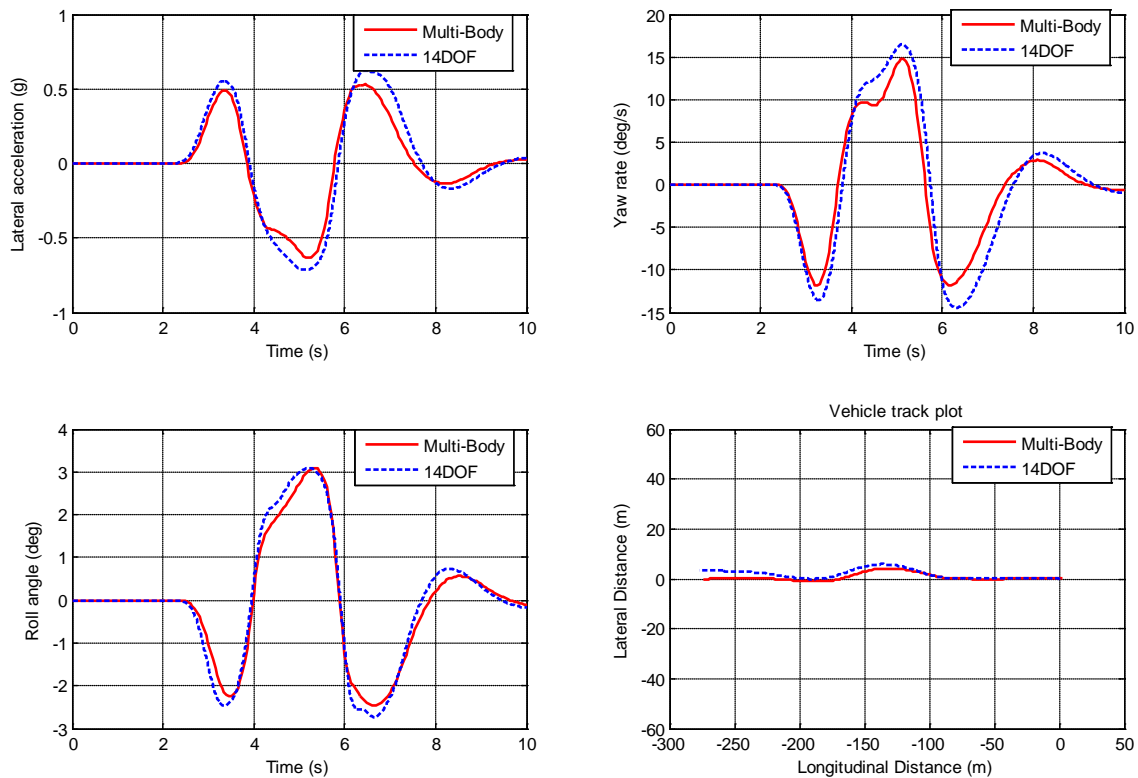 Multi-Body
14DOF
1
0.5
0
-0.5
-1
Lateral acceleration (g)
0 2 4 6 8 10
Time (s)
Multi-Body
14DOF
20
15
10
5
0
-5
-10
15
Yaw rate (deg/s)
0 2 4 6 8 10
Time (s)
Multi-Body
14DOF
4
3
2
1
0
-1
-2
-3
Roll angle (deg)
0 2 4 6 8 10
Time (s)
Vehicle track plot
Multi-Body
14DOF
60
40
20
0
-20
-40
-60
Lateral Distance (m)
-300 -250 -200 -150 -100 -50 0 50
Longitudinal Distance (m)